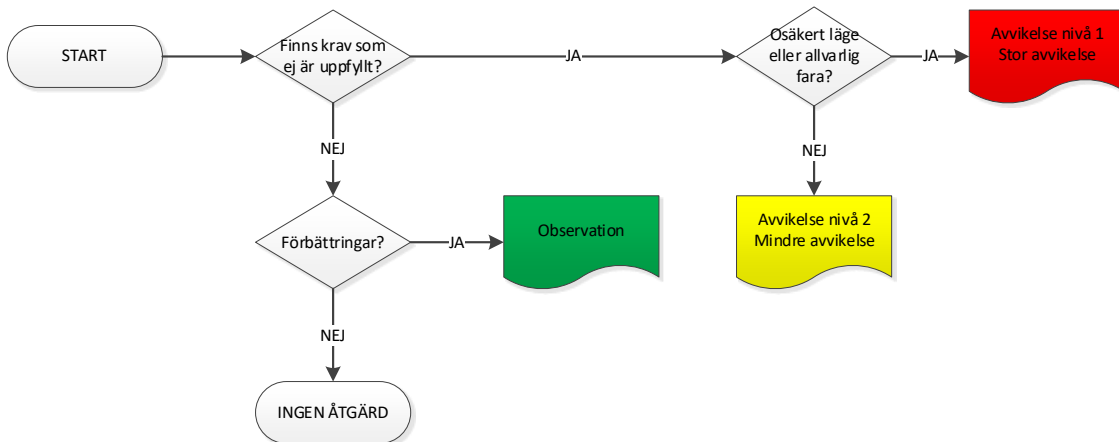 START
Finns krav som
ej är uppfyllt?
JA
Osäkert läge
eller allvarlig
fara?
JA
Avvikelse nivå 1
Stor avvikelse
NEJ
NEJ
Förbättringar?
JA
Observation
Avvikelse nivå 2
Mindre avvikelse
NEJ
INGEN ÅTGÄRD